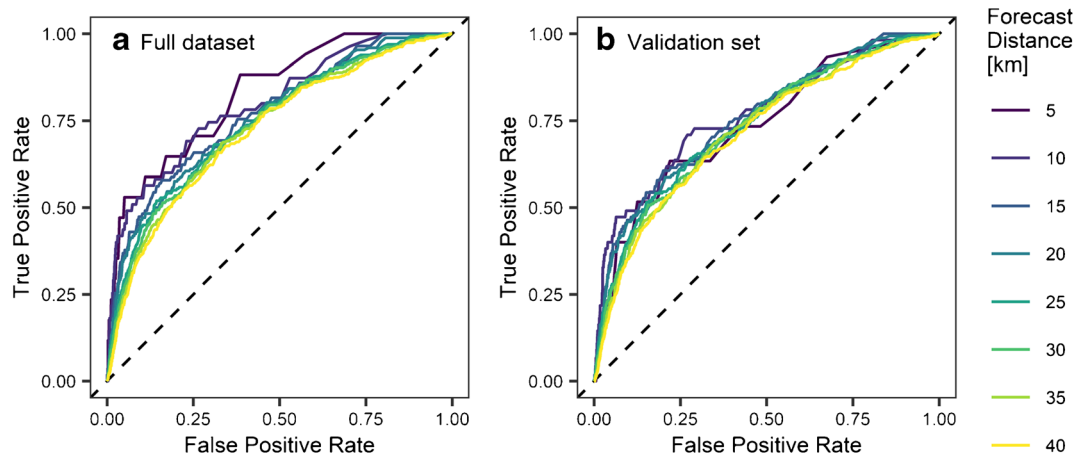 a Full dataset
1.00
0.75
0.50
0.25
0.00
True Positive Rate
0.00 0.25 0.50 0.75 1.00
False Positive Rate
b Validation set
1.00
0.75
0.50
0.25
0.00
True Positive Rate
0.00 0.25 0.50 0.75 1.00
False Positive Rate
Forecast
Distance
[km]
5
10
15
20
25
30
35
40